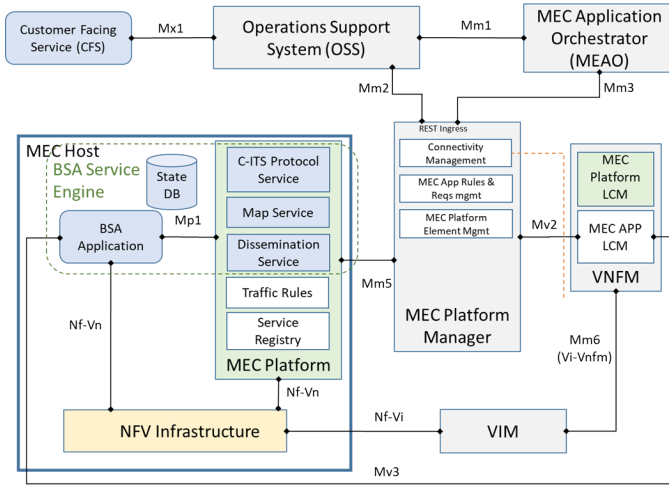 Customer Facing
Service (CFS)
Mx1
Operations Support
System (OSS)
Mm1
MEC Application
Orchestrator
(MEAO)
Mm2
Mm3
REST Ingress
Connectivity
Management
MEC App Rules &
Reqs mgmt
MEC Platform
Element Mgmt
MEC Platform
Manager
MEC Host
BSA Service
Engine
State
DB
C-ITS Protocol
Service
Map Service
Dissemination
Service
Traffic Rules
Service
Registry
MEC Platform
BSA
Application
Mp1
Mm5
Mv2
MEC
Platform
LCM
MEC APP
LCM
VNFM
Nf-Vn
Nf-Vn
Mm6
(Vi-Vnfm)
NFV Infrastructure
Nf-Vi
VIM
Mv3